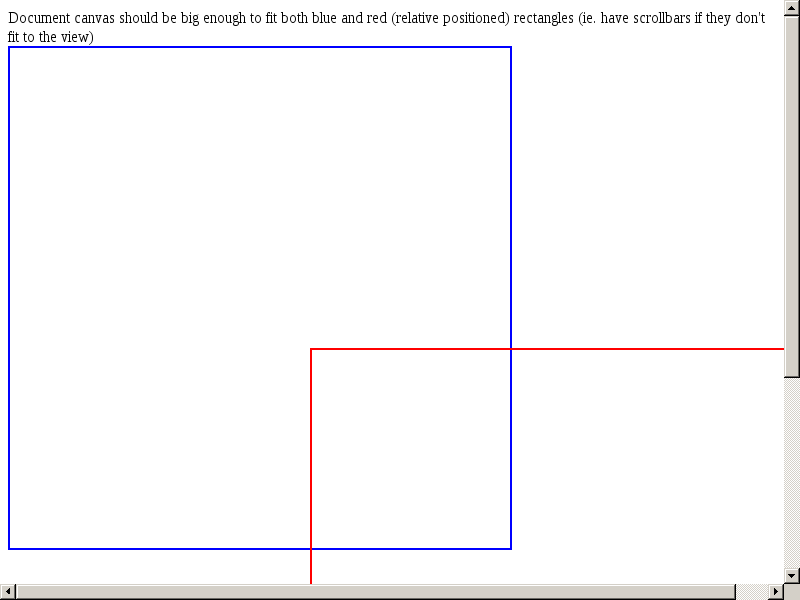 Document canvas should be big enough to fit both blue and red (relative positioned) rectangles (ie. have scrollbars if they don't
fit to the view)